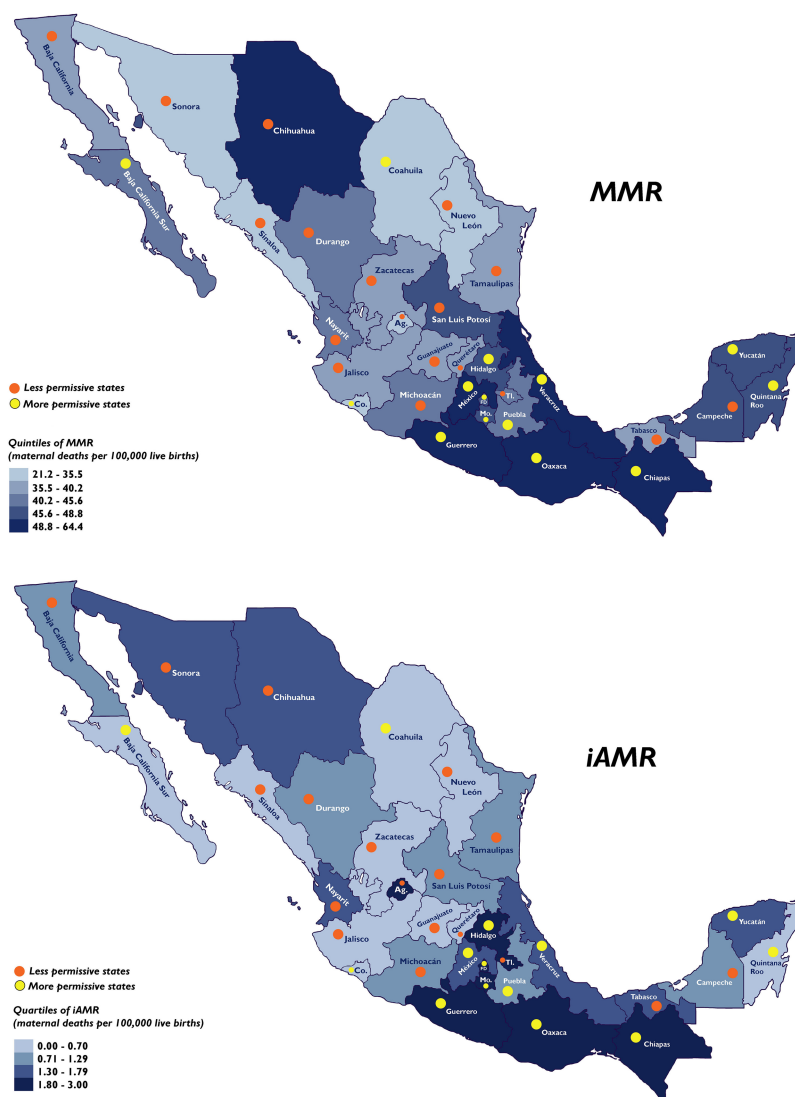 Baja California
Sonora
Chihuahua
Coahuila
Baja California Sur
MMR
Nuevo
León
Sinaloa
Durango
Zacatecas
Tamaulipas
Ag.
San Luis Potosí
Nayarit
Guanajuato
Querétaro
Hidalgo
Jalisco
Yucatán
Less permissive states
More permissive states
Michoacán
México
FD
Tl.
Veracruz
Quintana
Roo
Co.
Mo.
Puebla
Campeche
Tabasco
Guerrero
Oaxaca
Chiapas
Quintiles of MMR
(maternal deaths per 100,000 live births)
21.2 - 35.5
35.5 - 40.2
40.2 - 45.6
45.6 - 48.8
48.8 - 64.4
Baja California
Sonora
Chihuahua
Coahuila
Baja California Sur
iAMR
Nuevo
León
Sinaloa
Durango
Zacatecas
Tamaulipas
Ag.
San Luis Potosí
Nayarit
Guanajuato
Querétaro
Hidalgo
Jalisco
Yucatán
Less permissive states
More permissive states
Michoacán
México
FD
Tl.
Veracruz
Quintana
Roo
Co.
Mo.
Puebla
Campeche
Tabasco
Guerrero
Oaxaca
Chiapas
Quartiles of iAMR
(maternal deaths per 100,000 live births)
0.00 - 0.70
0.71 - 1.29
1.30 - 1.79
1.80 - 3.00